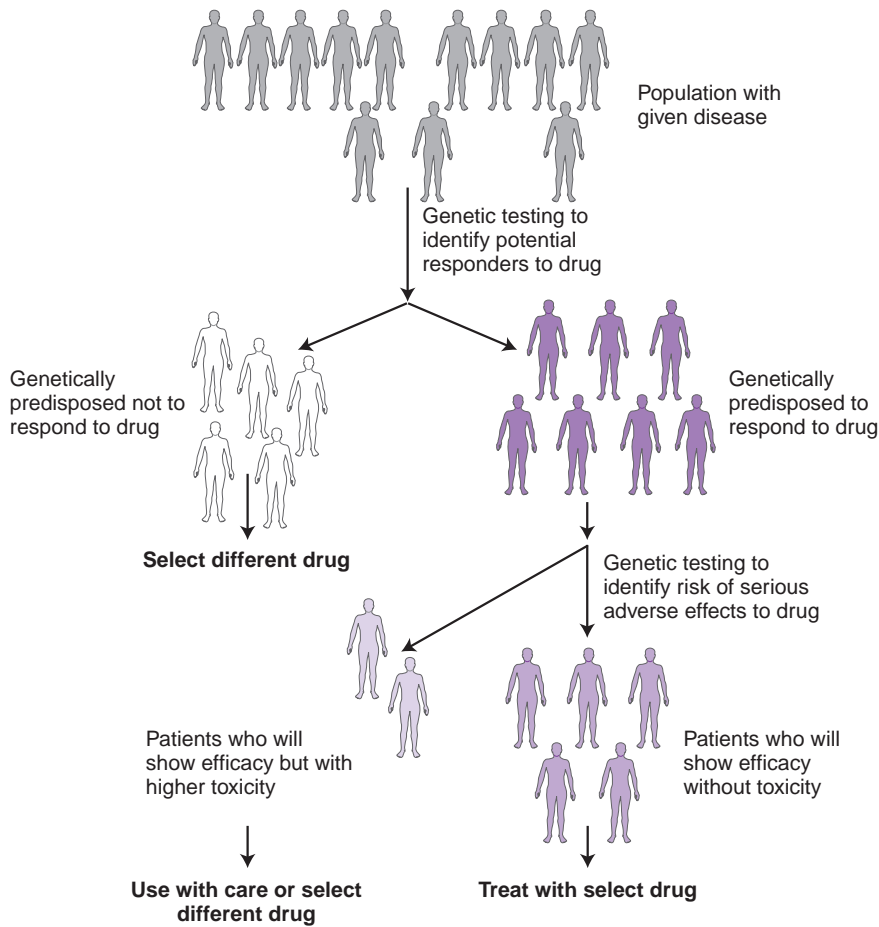 Population with
given disease
Genetic testing to
identify potential
responders to drug
Genetically
predisposed not to
respond to drug
Genetically
predisposed to
respond to drug
Select different drug
Genetic testing to
identify risk of serious
adverse effects to drug
Patients who will
show efficacy but with
higher toxicity
Patients who will
show efficacy
without toxicity
Use with care or select
different drug
Treat with select drug